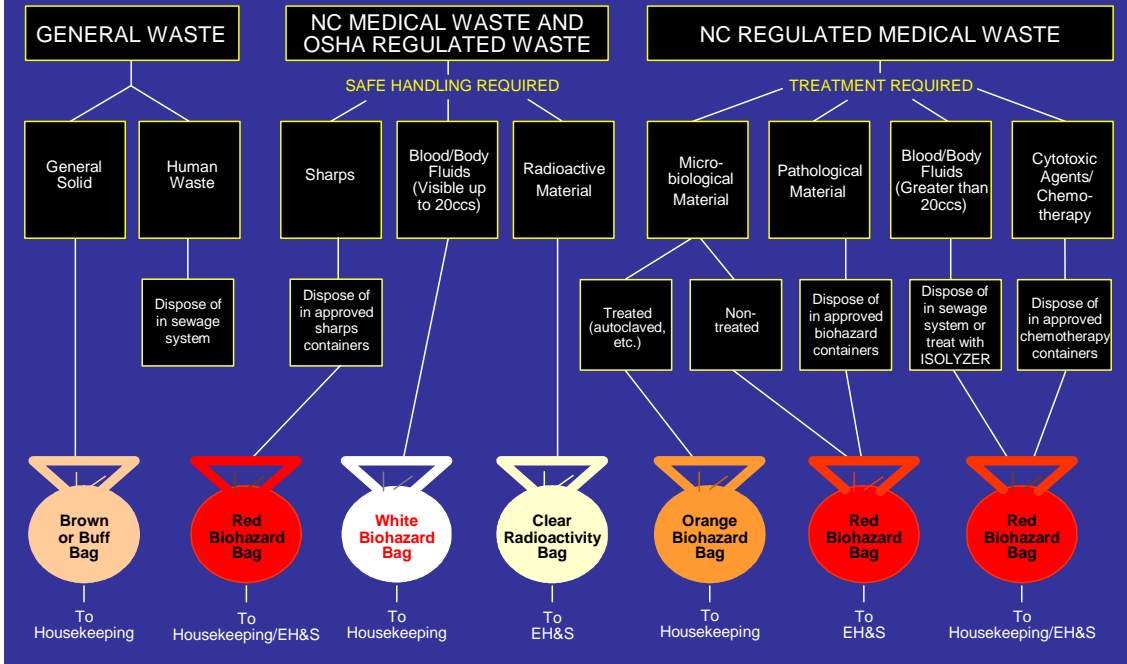 GENERAL WASTE
NC MEDICAL WASTE AND
OSHA REGULATED WASTE
NC REGULATED MEDICAL WASTE
SAFE HANDLING REQUIRED
TREATMENT REQUIRED
General
Solid
Human
Waste
Sharps
Blood/Body
Fluids
(Visible up
to 20ccs)
Radioactive
Material
Micro-
biological
Material
Pathological
Material
Blood/Body
Fluids
(Greater than
20ccs)
Cytotoxic
Agents/
Chemo-
therapy
Dispose of
in sewage
system
Dispose of
in approved
sharps
containers
Treated
(autoclaved,
etc.)
Non-
treated
Dispose of
in approved
biohazard
containers
Dispose of
in sewage
system or
treat with
ISOLYZER
Dispose of
in approved
chemotherapy
containers
Brown
or Buff
Bag
Red
Biohazard
Bag
White
Biohazard
Bag
Clear
Radioactivity
Bag
Orange
Biohazard
Bag
Red
Biohazard
Bag
Red
Biohazard
Bag
To
Housekeeping
To
Housekeeping/EH&S
To
Housekeeping
To
EH&S
To
Housekeeping
To
EH&S
To
Housekeeping/EH&S